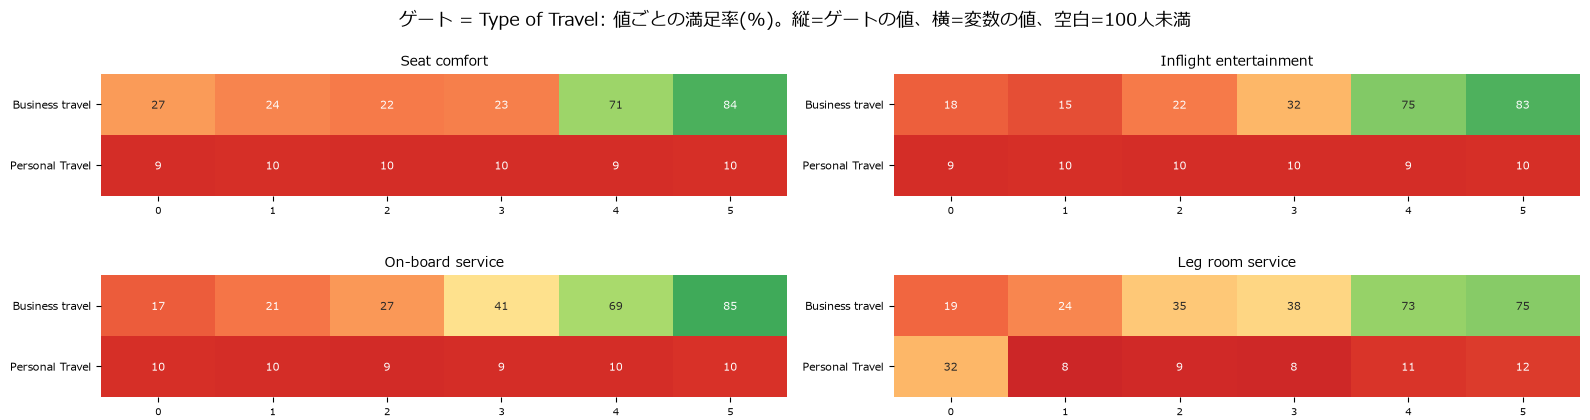 ゲート = Type of Travel: 値ごとの満足率(%)。縦=ゲートの値、横=変数の値、空白=100人未満
Seat comfort
Business travel 27 24 22 23 71 84
Personal Travel 9 10 10 10 9 10
0 1 2 3 4 5
Inflight entertainment
Business travel 18 15 22 32 75 83
Personal Travel 9 10 10 10 9 10
0 1 2 3 4 5
On-board service
Business travel 17 21 27 41 69 85
Personal Travel 10 10 9 9 10 10
0 1 2 3 4 5
Leg room service
Business travel 19 24 35 38 73 75
Personal Travel 32 8 9 8 11 12
0 1 2 3 4 5